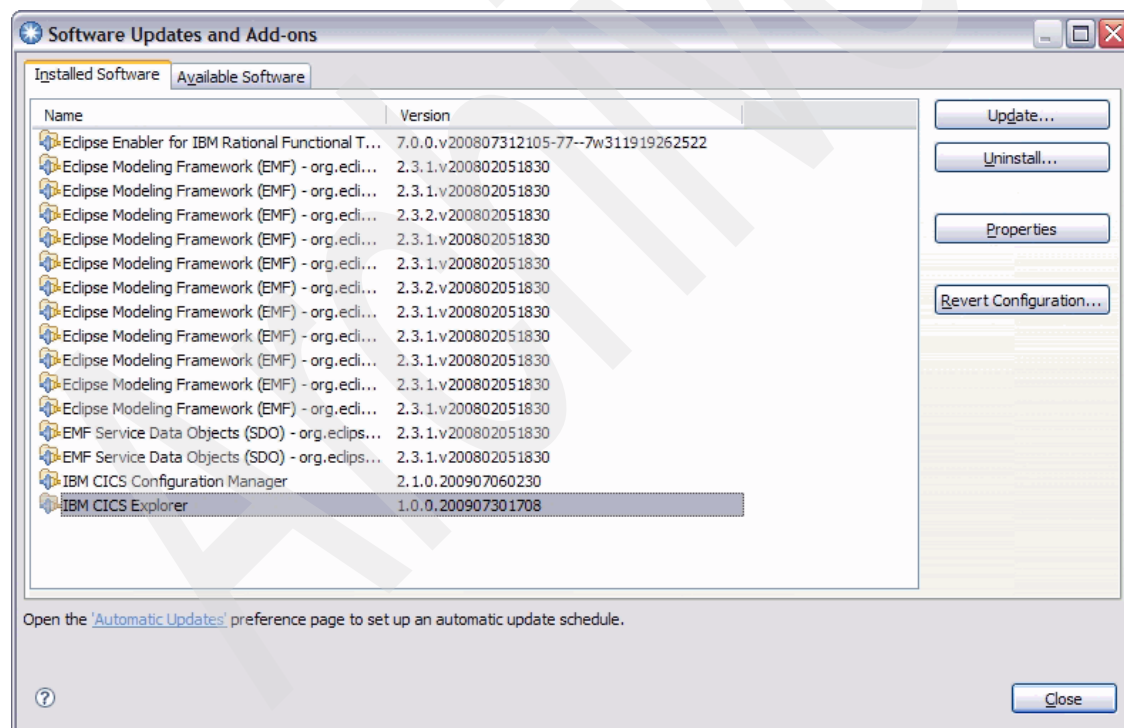 Software Updates and Add-ons
Installed Software Available Software
Name Version
Eclipse Enabler for IBM Rational Functional T... 7.0.0.v200807312105-77--7w311919262522
Eclipse Modeling Framework (EMF) - org.ecli... 2.3.1.v200802051830
Eclipse Modeling Framework (EMF) - org.ecli... 2.3.1.v200802051830
Eclipse Modeling Framework (EMF) - org.ecli... 2.3.2.v200802051830
Eclipse Modeling Framework (EMF) - org.ecli... 2.3.1.v200802051830
Eclipse Modeling Framework (EMF) - org.ecli... 2.3.1.v200802051830
Eclipse Modeling Framework (EMF) - org.ecli... 2.3.2.v200802051830
Eclipse Modeling Framework (EMF) - org.ecli... 2.3.1.v200802051830
Eclipse Modeling Framework (EMF) - org.ecli... 2.3.1.v200802051830
Eclipse Modeling Framework (EMF) - org.ecli... 2.3.1.v200802051830
Eclipse Modeling Framework (EMF) - org.ecli... 2.3.1.v200802051830
Eclipse Modeling Framework (EMF) - org.ecli... 2.3.1.v200802051830
EMF Service Data Objects (SDO) - org.eclips... 2.3.1.v200802051830
EMF Service Data Objects (SDO) - org.eclips... 2.3.1.v200802051830
IBM CICS Configuration Manager 2.1.0.200907060230
IBM CICS Explorer 1.0.0.200907301708
Update...
Uninstall...
Properties
Revert Configuration...
Open the 'Automatic Updates' preference page to set up an automatic update schedule.
?
Close